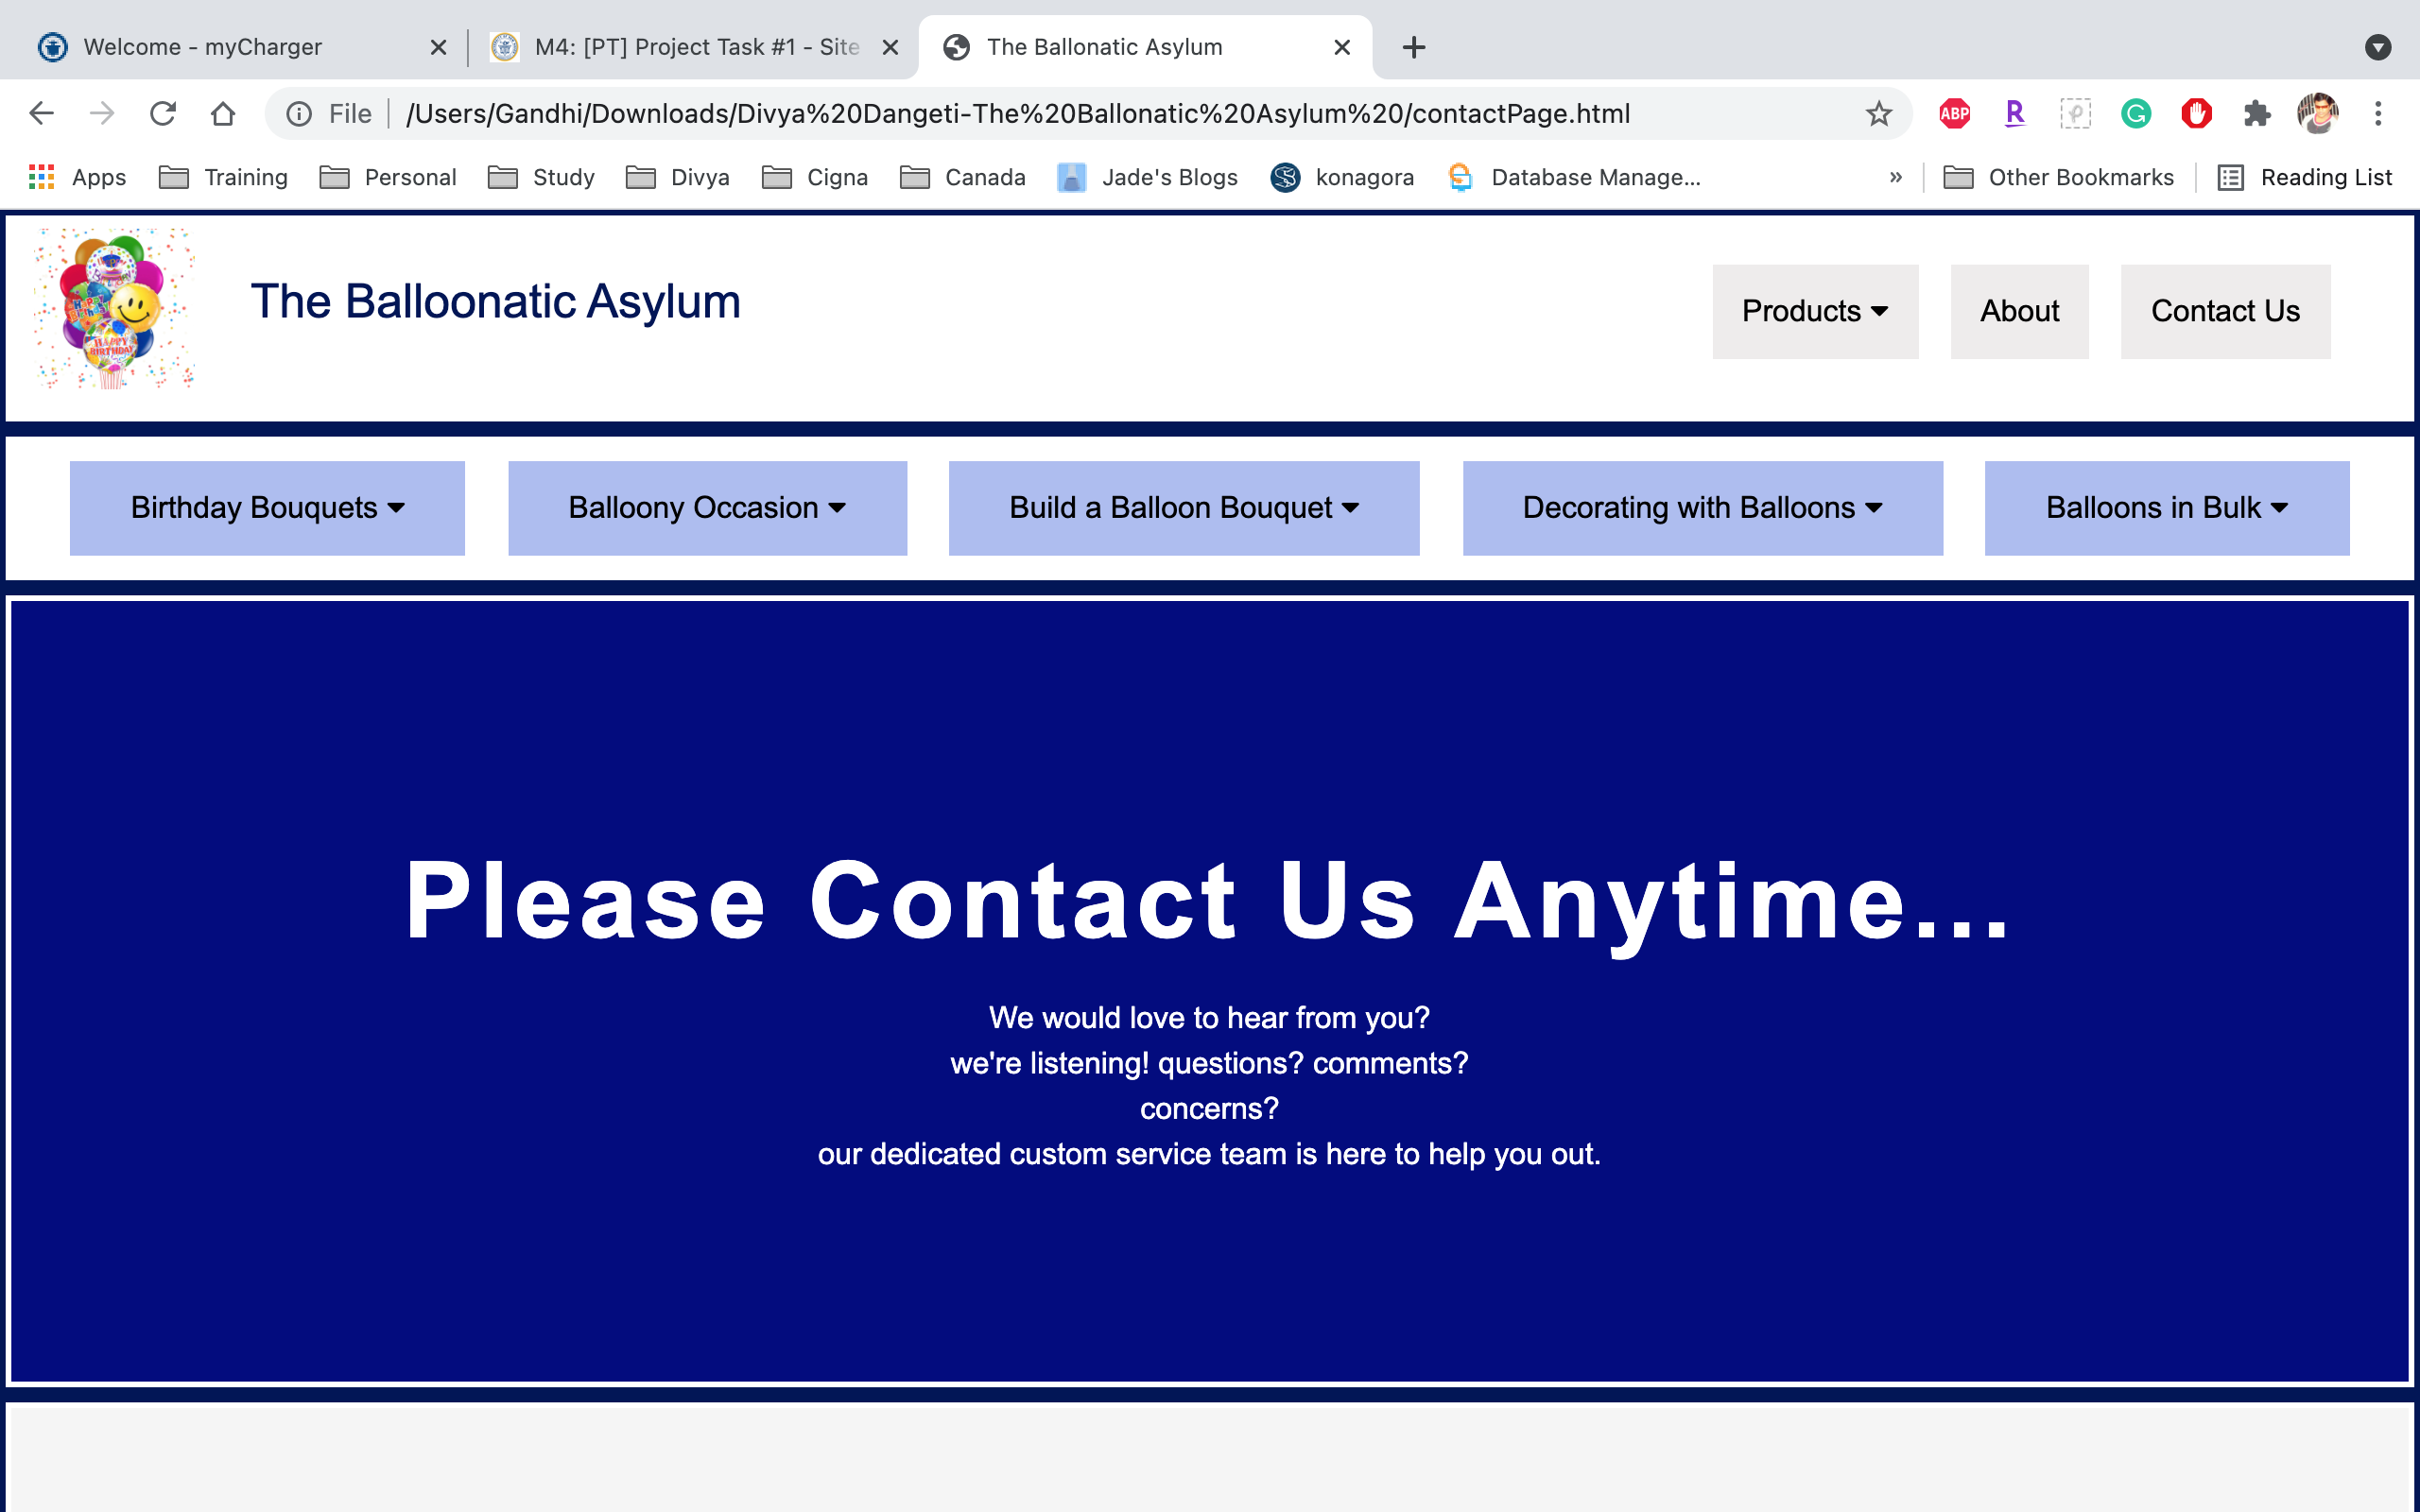 Welcome - myCharger
M4: [PT] Project Task #1 - Site
The Ballonatic Asylum
File
/Users/Gandhi/Downloads/Divya%20Dangeti-The%20Ballonatic%20Asylum%20/contactPage.html
ABP
R
Apps
Training
Personal
Study
Divya
Cigna
Canada
Jade's Blogs
konagora
Database Manage...
»
Other Bookmarks
Reading List
HAPPY
BIRTHDAY
The Balloonatic Asylum
Products
About
Contact Us
Birthday Bouquets
Balloony Occasion
Build a Balloon Bouquet
Decorating with Balloons
Balloons in Bulk
Please Contact Us Anytime...
We would love to hear from you?
we're listening! questions? comments?
concerns?
our dedicated custom service team is here to help you out.